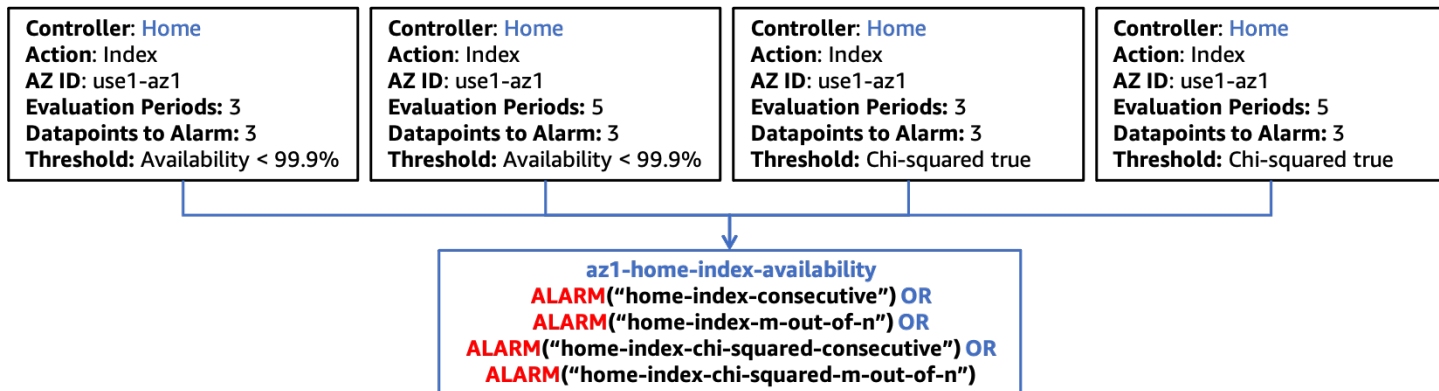 Controller: Home
Action: Index
AZ ID: use1-az1
Evaluation Periods: 3
Datapoints to Alarm: 3
Threshold: Availability < 99.9%
Controller: Home
Action: Index
AZ ID: use1-az1
Evaluation Periods: 5
Datapoints to Alarm: 3
Threshold: Availability < 99.9%
Controller: Home
Action: Index
AZ ID: use1-az1
Evaluation Periods: 3
Datapoints to Alarm: 3
Threshold: Chi-squared true
Controller: Home
Action: Index
AZ ID: use1-az1
Evaluation Periods: 5
Datapoints to Alarm: 3
Threshold: Chi-squared true
az1-home-index-availability
ALARM(“home-index-consecutive”) OR
ALARM(“home-index-m-out-of-n”) OR
ALARM(“home-index-chi-squared-consecutive”) OR
ALARM(“home-index-chi-squared-m-out-of-n”)